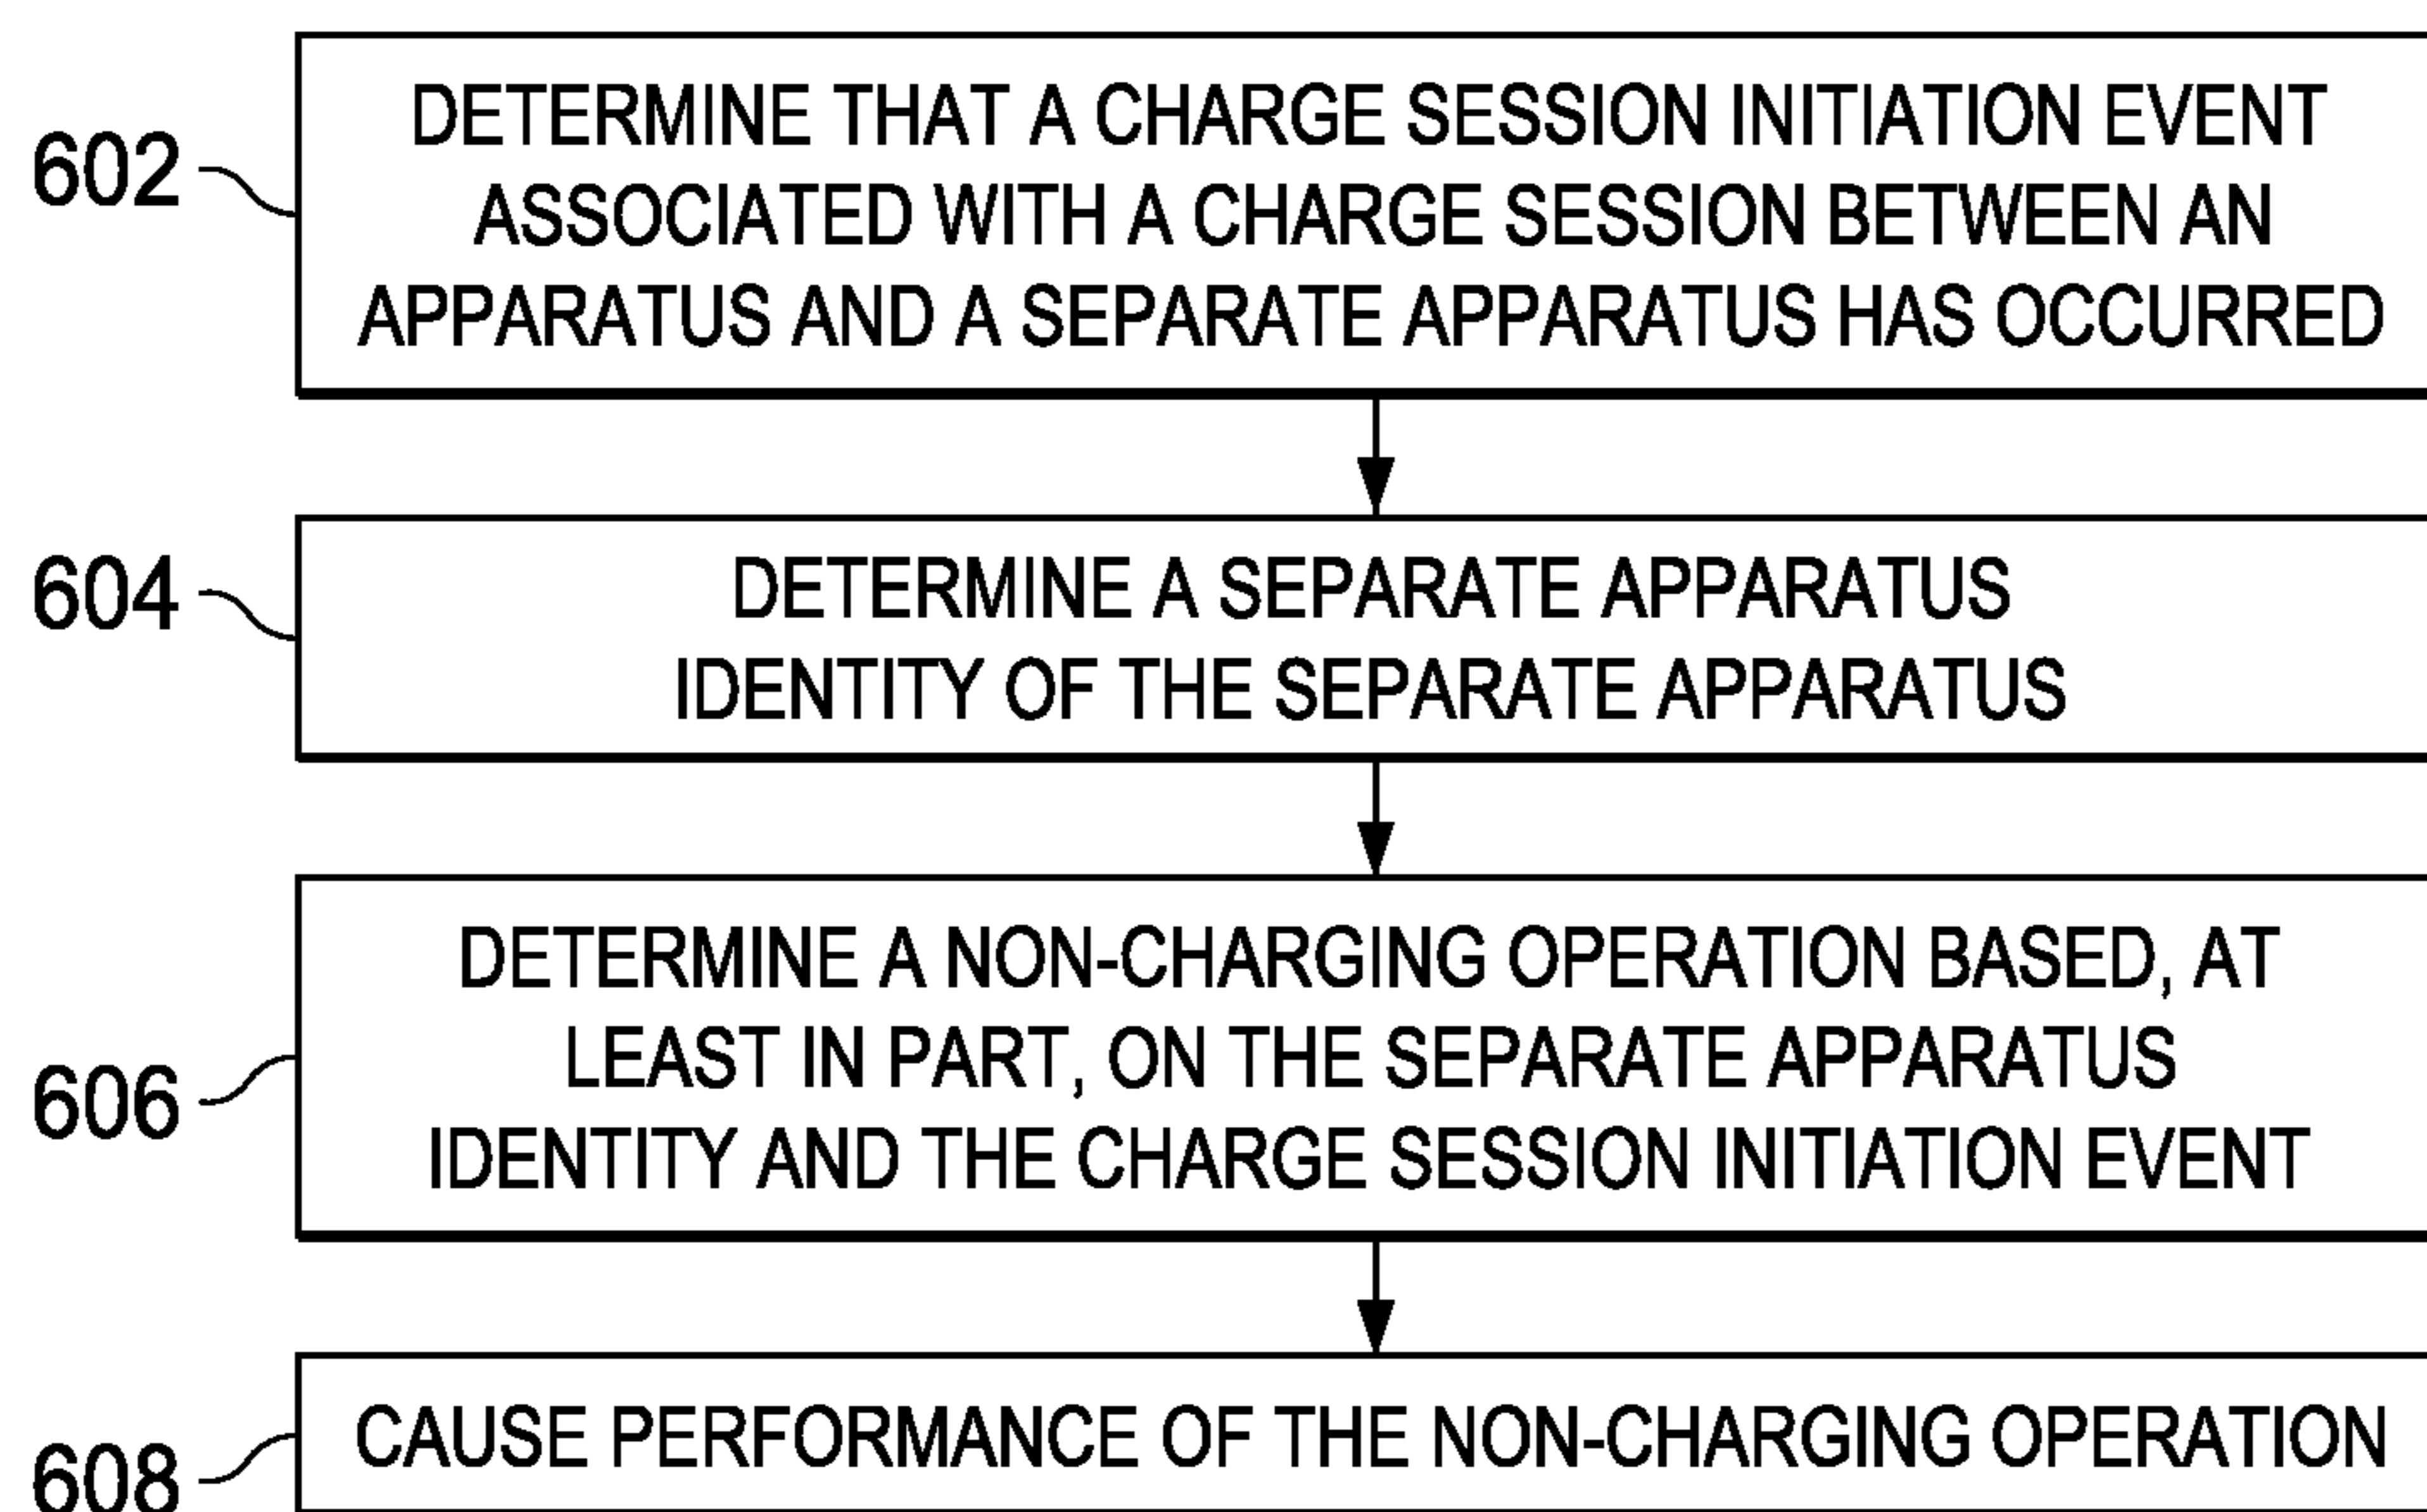 602
DETERMINE THAT A CHARGE SESSION INITIATION EVENT
ASSOCIATED WITH A CHARGE SESSION BETWEEN AN
APPARATUS AND A SEPARATE APPARATUS HAS OCCURRED
604
DETERMINE A SEPARATE APPARATUS
IDENTITY OF THE SEPARATE APPARATUS
606
DETERMINE A NON-CHARGING OPERATION BASED, AT
LEAST IN PART, ON THE SEPARATE APPARATUS
IDENTITY AND THE CHARGE SESSION INITIATION EVENT
608
CAUSE PERFORMANCE OF THE NON-CHARGING OPERATION